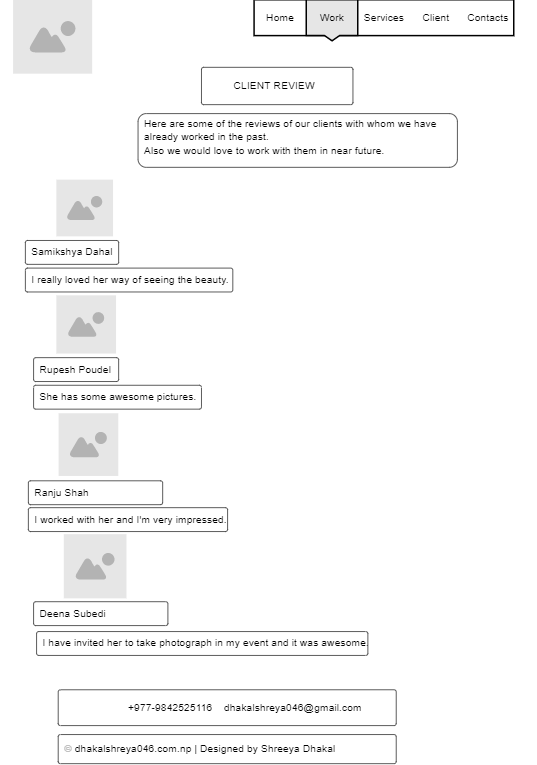 Home Work Services Client Contacts
CLIENT REVIEW
Here are some of the reviews of our clients with whom we have
already worked in the past.
Also we would love to work with them in near future.
Samikshya Dahal
I really loved her way of seeing the beauty.
Rupesh Poudel
She has some awesome pictures.
Ranju Shah
I worked with her and I'm very impressed.
Deena Subedi
I have invited her to take photograph in my event and it was awesome
+977-9842525116 dhakalshreya046@gmail.com
© dhakalshreya046.com.np | Designed by Shreeya Dhakal